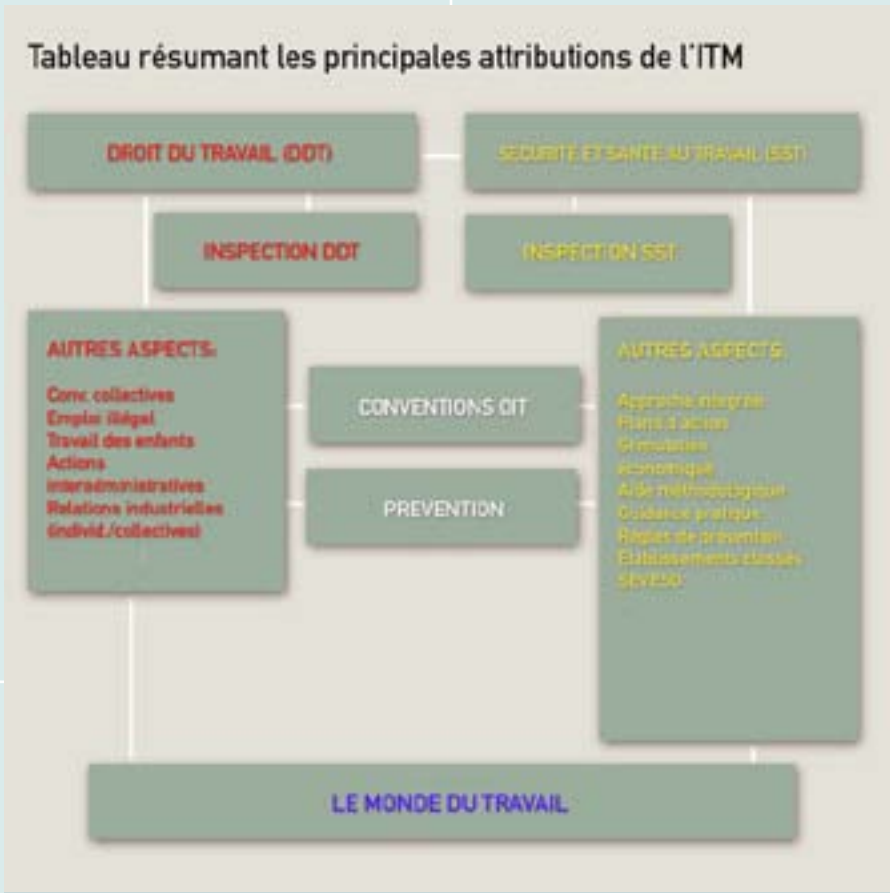 Tableau résumant les principales attributions de l'ITM
DROIT DU TRAVAIL (DDT)
SECURITE ET SANTE AU TRAVAIL (SST)
INSPECTION DDT
INSPECTION SST
AUTRES ASPECTS:
Conv. collectives
Emploi illégal
Travail des enfants
Actions
interadministratives
Relations industrielles
(individ./collectives)
CONVENTIONS OIT
PREVENTION
AUTRES ASPECTS:
Approche intégrée
Plans d'action
Stimulation
économique
Aide méthodologique
Guidance pratique
Règles de prévention
Etablissements classés
SEVESO
LE MONDE DU TRAVAIL